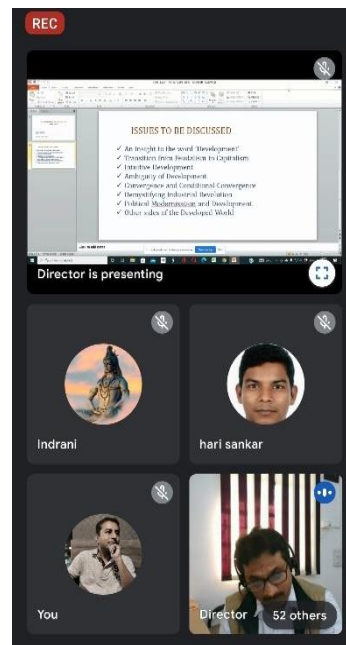 REC
ISSUES TO BE DISCUSSED
✓ An Insight to the word 'Development'
✓ Transition from Feudalism to Capitalism
✓ Intuitive Development
✓ Ambiguity of Development
✓ Convergence and Conditional Convergence
✓ Demystifying Industrial Revolution
✓ Political Modernization and Development
✓ Other sides of the Developed World
Director is presenting
Indrani
hari sankar
You
Director
52 others